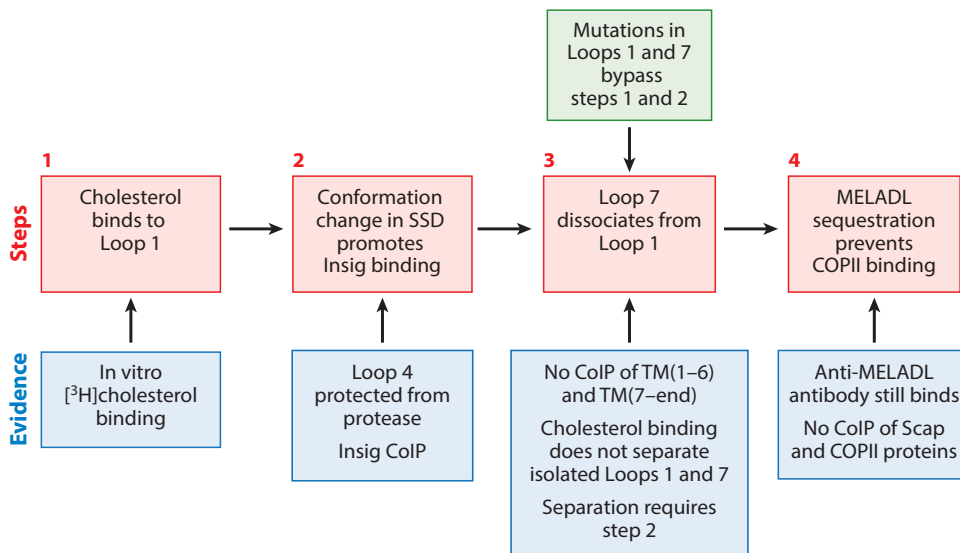 Mutations in
Loops 1 and 7
bypass
steps 1 and 2
Steps
1
Cholesterol
binds to
Loop 1
2
Conformation
change in SSD
promotes
Insig binding
3
Loop 7
dissociates from
Loop 1
4
MELADL
sequestration
prevents
COPII binding
Evidence
In vitro
[³H]cholesterol
binding
Loop 4
protected from
protease
Insig CoIP
No CoIP of TM(1–6)
and TM(7–end)
Cholesterol binding
does not separate
isolated Loops 1 and 7
Separation requires
step 2
Anti-MELADL
antibody still binds
No CoIP of Scap
and COPII proteins